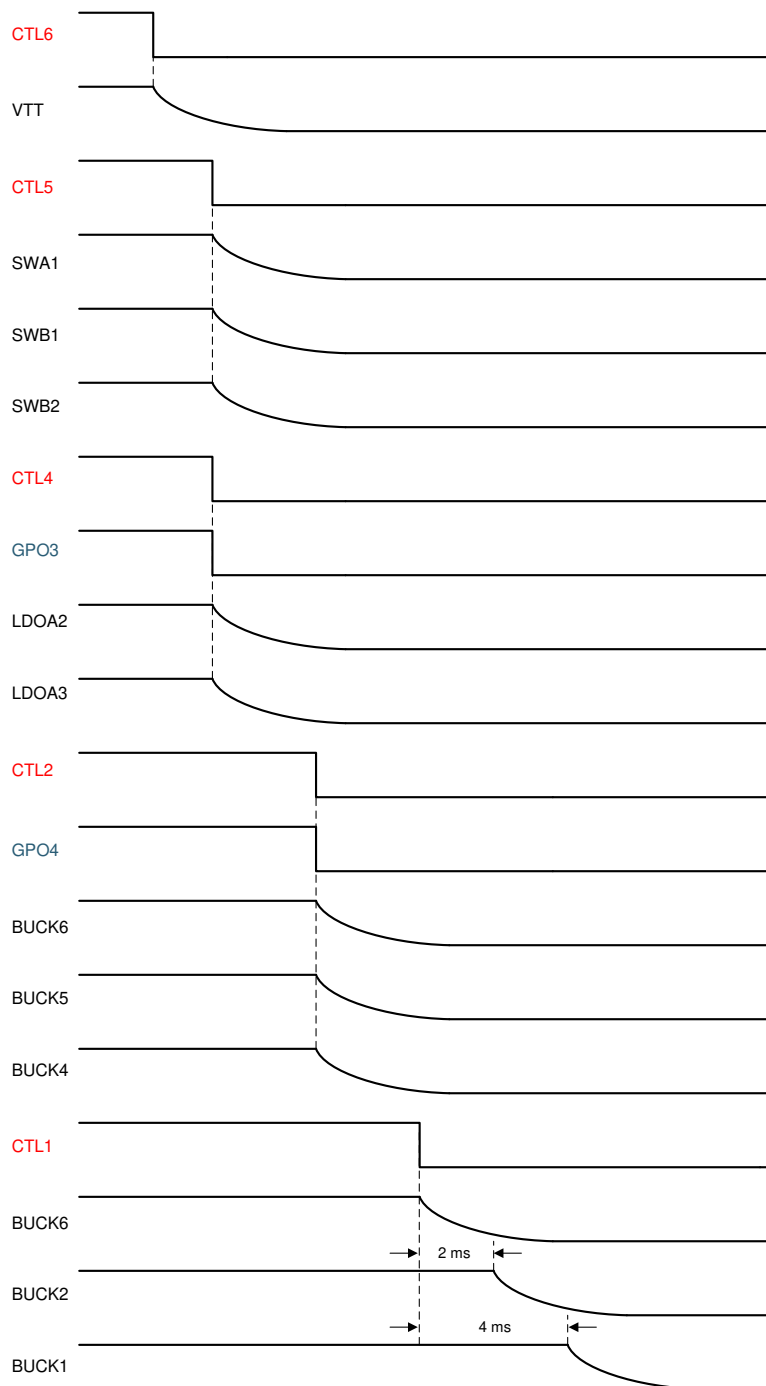 CTL6
VTT
CTL5
SWA1
SWB1
SWB2
CTL4
GPO3
LDOA2
LDOA3
CTL2
GPO4
BUCK6
BUCK5
BUCK4
CTL1
BUCK6
2 ms
BUCK2
4 ms
BUCK1